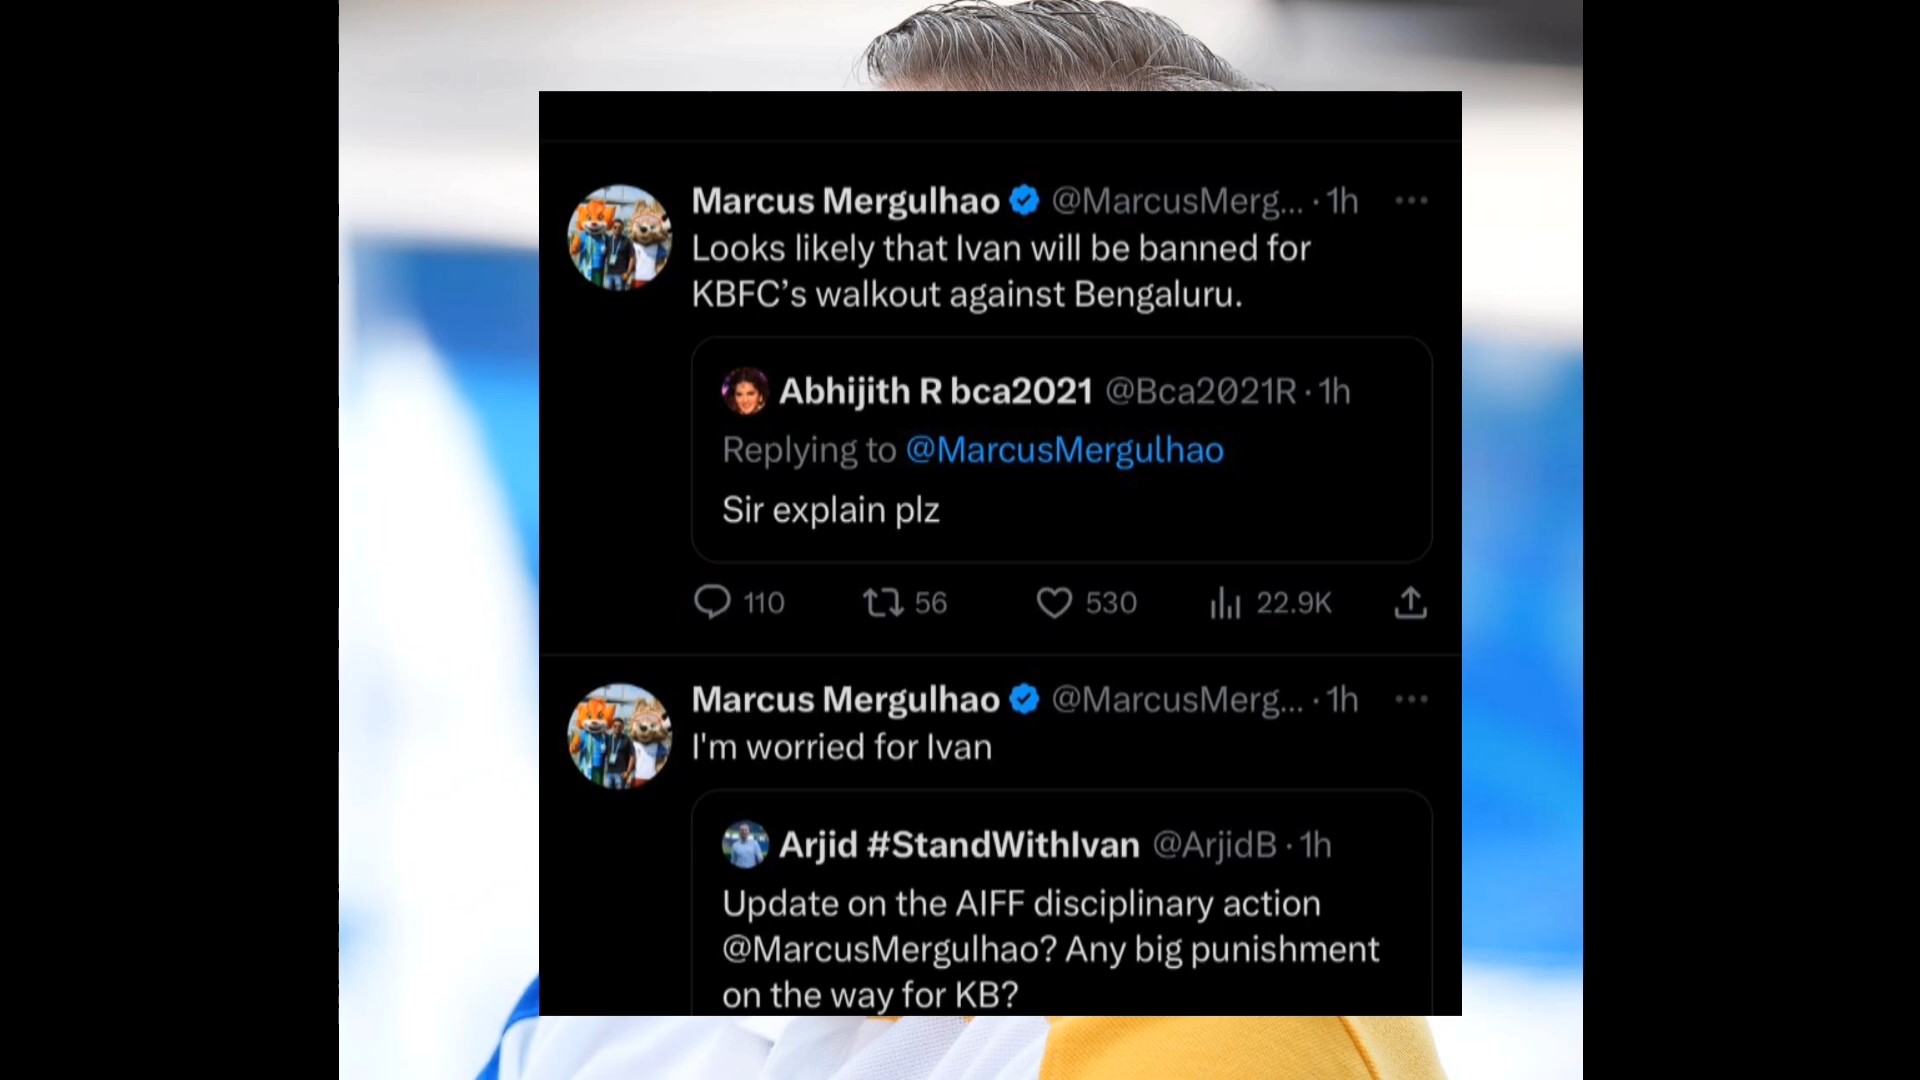 Marcus Mergulhao @MarcusMerg... · 1h
Looks likely that Ivan will be banned for
KBFC’s walkout against Bengaluru.
Abhijith R bca2021 @Bca2021R · 1h
Replying to @MarcusMergulhao
Sir explain plz
110 56 530 22.9K
Marcus Mergulhao @MarcusMerg... · 1h
I'm worried for Ivan
Arjid #StandWithIvan @ArjidB · 1h
Update on the AIFF disciplinary action
@MarcusMergulhao? Any big punishment
on the way for KB?